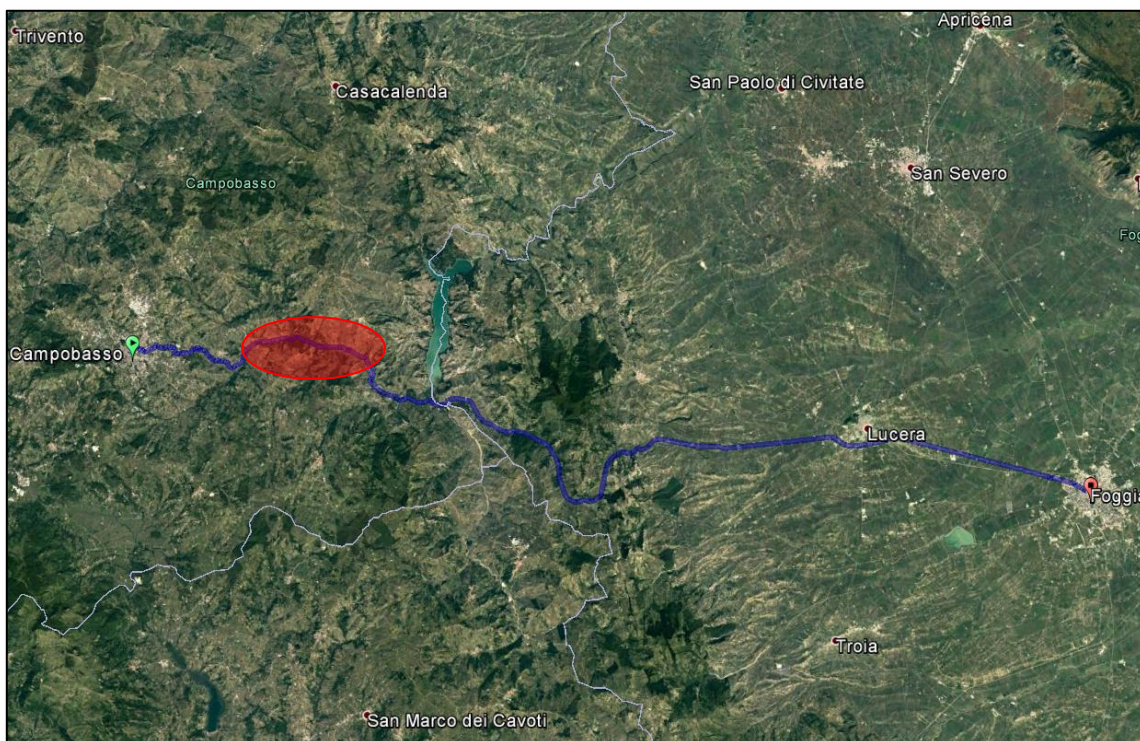 Apricena
Trivento
San Paolo di Civitate
Casacalenda
San Severo
Campobasso
Campobasso
Lucera
Foggia
Troia
San Marco dei Cavoti